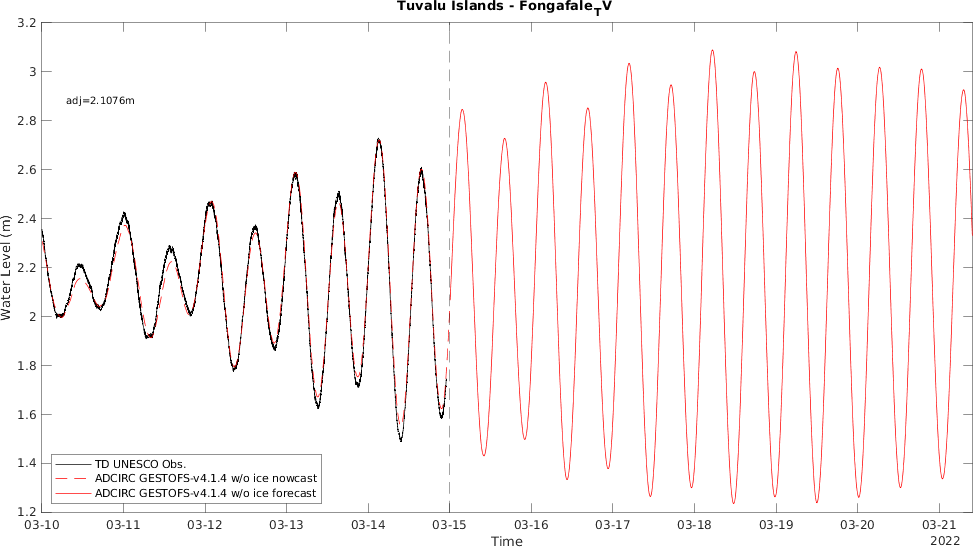 Tuvalu Islands - Fongafale_TV
3.2
3
2.8
2.6
2.4
2.2
2
1.8
1.6
1.4
1.2
Water Level (m)
adj=2.1076m
TD UNESCO Obs.
ADCIRC GESTOFS-v4.1.4 w/o ice nowcast
ADCIRC GESTOFS-v4.1.4 w/o ice forecast
03-10 03-11 03-12 03-13 03-14 03-15 03-16 03-17 03-18 03-19 03-20 03-21
Time
2022